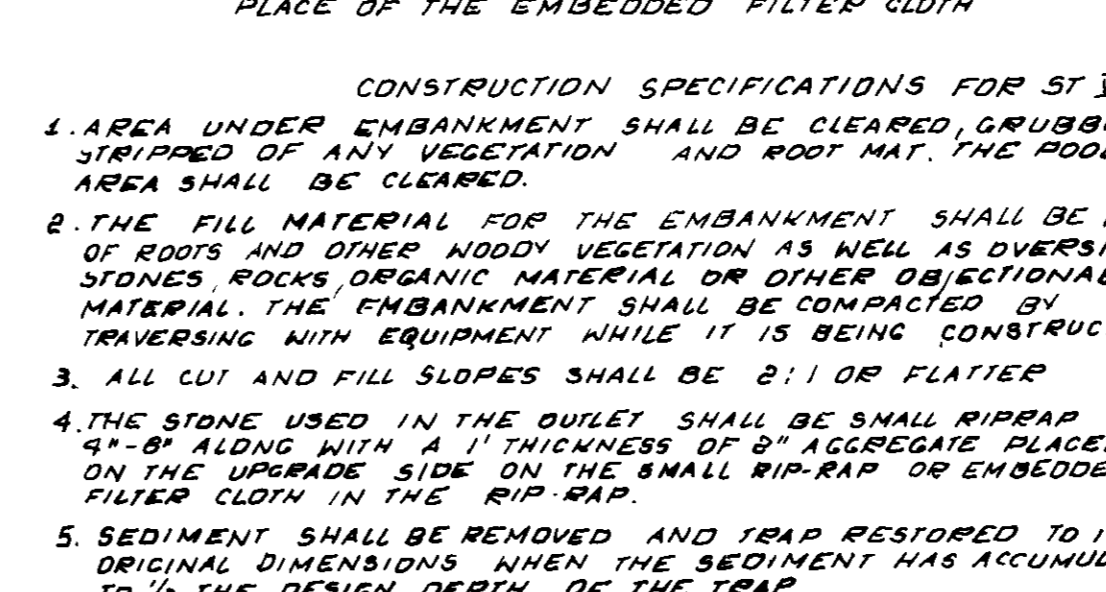 PLACE OF THE EMBEDDED FILTER CLOTH
CONSTRUCTION SPECIFICATIONS FOR ST
1. AREA UNDER EMBANKMENT SHALL BE CLEARED, GRUBB
STRIPPED OF ANY VEGETATION AND ROOT MAT. THE POOL
AREA SHALL BE CLEARED.
2. THE FILL MATERIAL FOR THE EMBANKMENT SHALL BE
OF ROOTS AND OTHER WOODY VEGETATION AS WELL AS OVERSI
STONES, ROCKS, ORGANIC MATERIAL OR OTHER OBJECTIONAB
MATERIAL. THE EMBANKMENT SHALL BE COMPACTED BY
TRAVERSING WITH EQUIPMENT WHILE IT IS BEING CONSTRUC
3. ALL CUT AND FILL SLOPES SHALL BE 2:1 OR FLATTER
4. THE STONE USED IN THE OUTLET SHALL BE SMALL RIPRAP
4"-8" ALONG WITH A 1' THICKNESS OF 2" AGGREGATE PLACE
ON THE UPGRADE SIDE ON THE SMALL RIP-RAP OR EMBEDDE
FILTER CLOTH IN THE RIP-RAP.
5. SEDIMENT SHALL BE REMOVED AND TRAP RESTORED TO I
ORIGINAL DIMENSIONS WHEN THE SEDIMENT HAS ACCUMUL
TO 1/2 THE DESIGN DEPTH OF THE TRAP